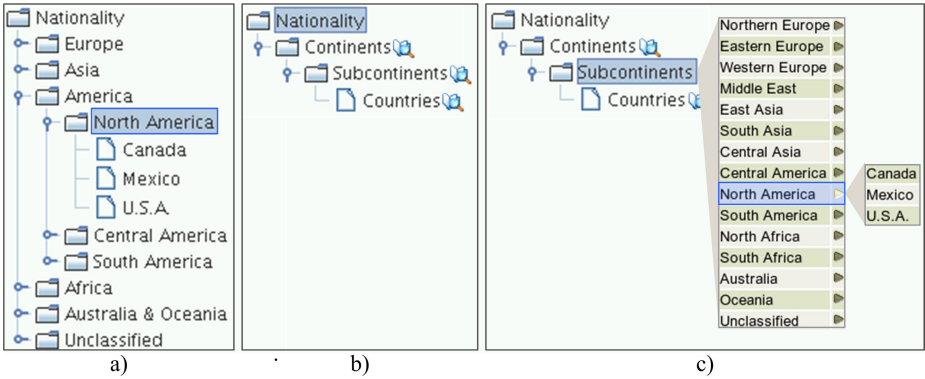 Nationality
Europe
Asia
America
North America
Canada
Mexico
U.S.A.
Central America
South America
Africa
Australia & Oceania
Unclassified
a)
Nationality
Continents
Subcontinents
Countries
b)
Nationality
Continents
Subcontinents
Countries
Northern Europe
Eastern Europe
Western Europe
Middle East
East Asia
South Asia
Central Asia
Central America
North America
South America
North Africa
South Africa
Australia
Oceania
Unclassified
Canada
Mexico
U.S.A.
c)